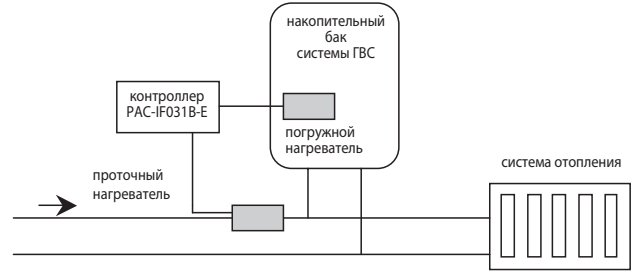 накопительный
бак
системы ГВС
контроллер
PAC-IF031B-E
погружной
нагреватель
система отопления
проточный
нагреватель